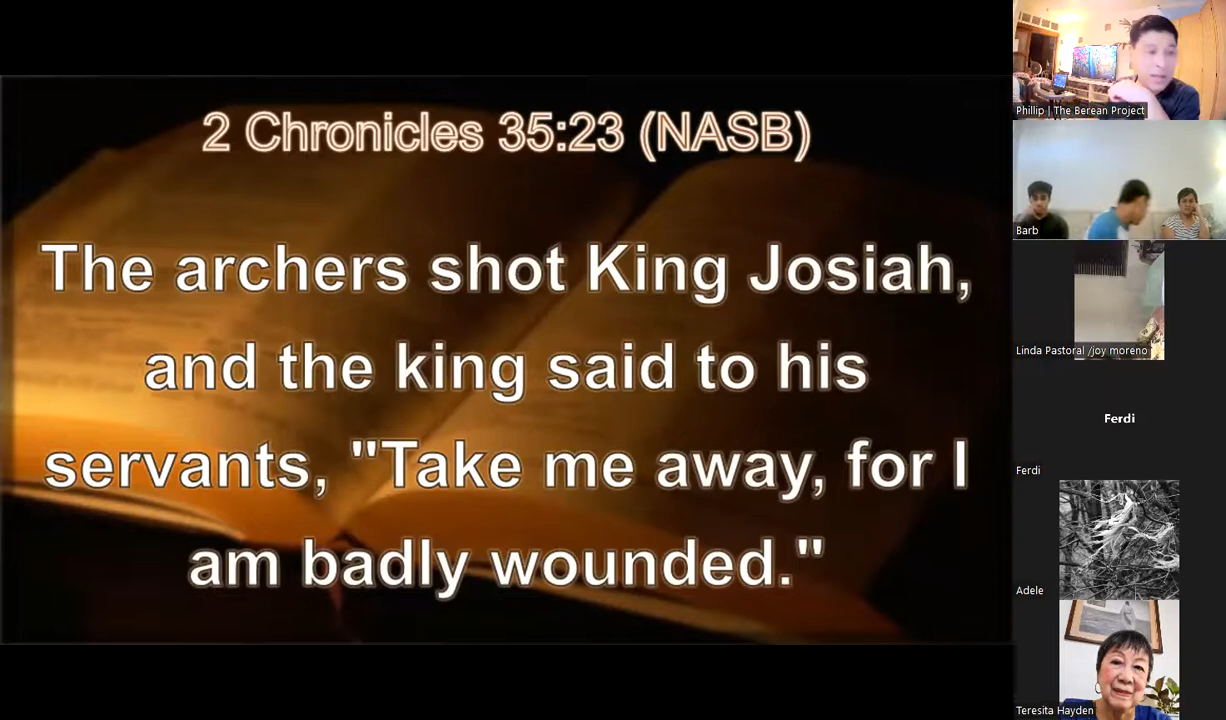 2 Chronicles 35:23 (NASB)
The archers shot King Josiah,
and the king said to his
servants, "Take me away, for I
am badly wounded."
Phillip | The Berean Project
Barb
Linda Pastoral /joy moreno
Ferdi
Ferdi
Adele
Teresita Hayden